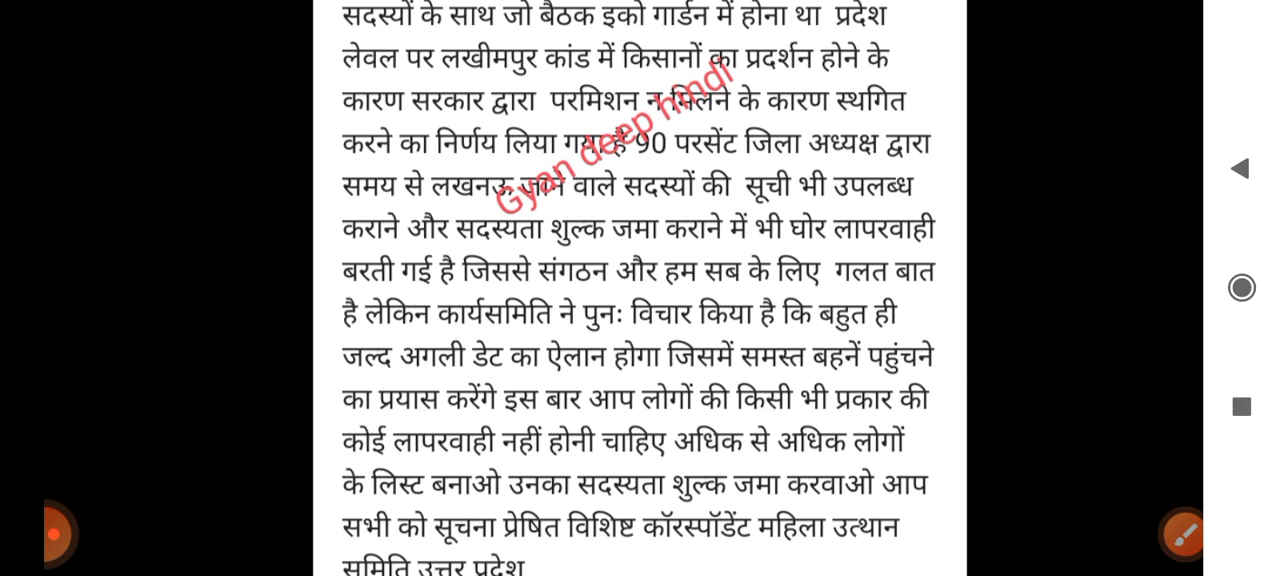 सदस्यों के साथ जो बैठक इको गार्डन में होना था प्रदेश
लेवल पर लखीमपुर कांड में किसानों का प्रदर्शन होने के
कारण सरकार द्वारा परमिशन न मिलने के कारण स्थगित
करने का निर्णय लिया गया है 90 परसेंट जिला अध्यक्ष द्वारा
समय से लखनऊ जाने वाले सदस्यों की सूची भी उपलब्ध
कराने और सदस्यता शुल्क जमा कराने में भी घोर लापरवाही
बरती गई है जिससे संगठन और हम सब के लिए गलत बात
है लेकिन कार्यसमिति ने पुनः विचार किया है कि बहुत ही
जल्द अगली डेट का ऐलान होगा जिसमें समस्त बहनें पहुंचने
का प्रयास करेंगे इस बार आप लोगों की किसी भी प्रकार की
कोई लापरवाही नहीं होनी चाहिए अधिक से अधिक लोगों
के लिस्ट बनाओ उनका सदस्यता शुल्क जमा करवाओ आप
सभी को सूचना प्रेषित विशिष्ट कॉरस्पॉडेंट महिला उत्थान
समिति उत्तर प्रदेश
Gyan deep hindi